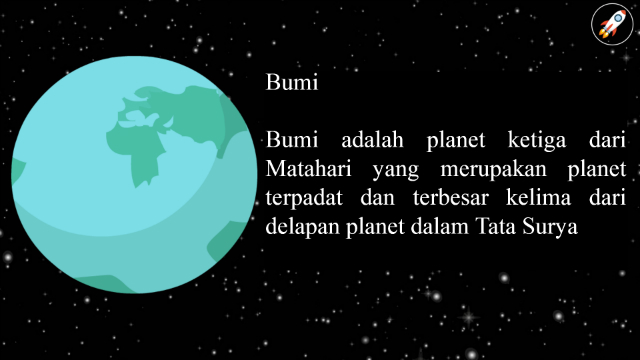 Bumi
Bumi adalah planet ketiga dari
Matahari yang merupakan planet
terpadat dan terbesar kelima dari
delapan planet dalam Tata Surya